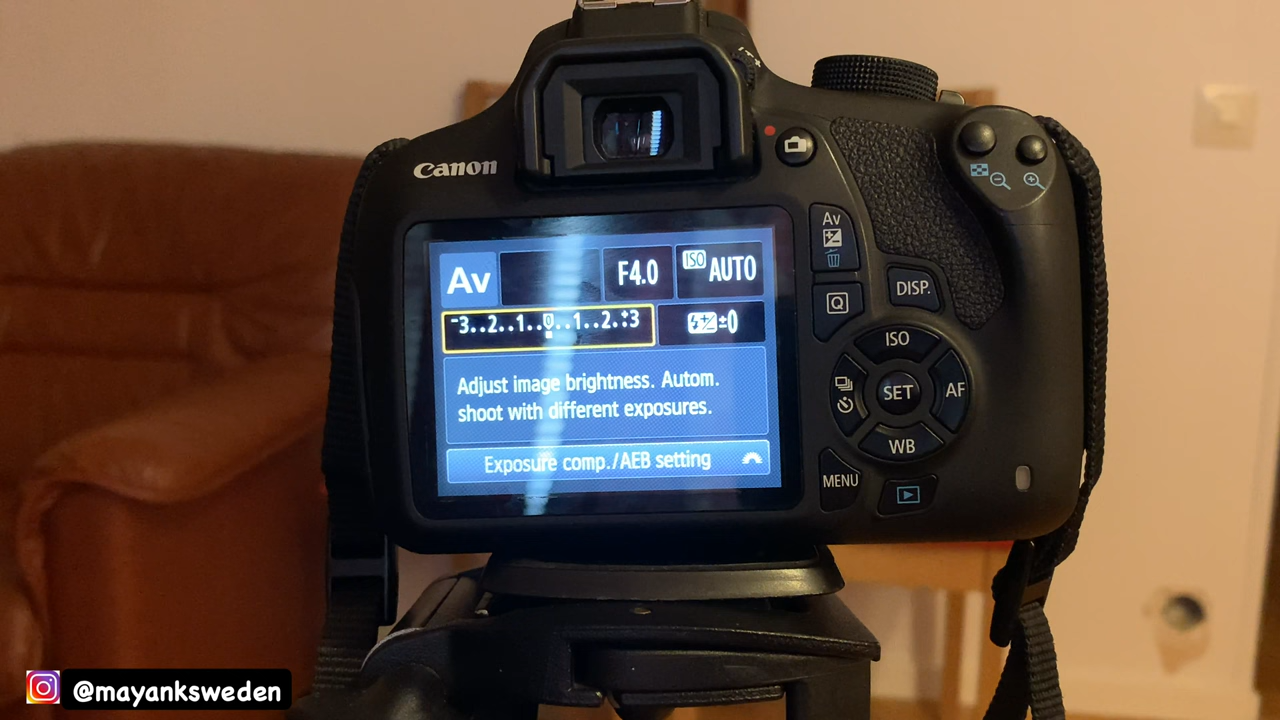 Canon
Av
F4.0
ISO AUTO
-3..2..1..0..1..2.:+3
±0
Adjust image brightness. Autom.
shoot with different exposures.
Exposure comp./AEB setting
Av
Q
DISP.
ISO
SET
AF
WB
MENU
@mayanksweden